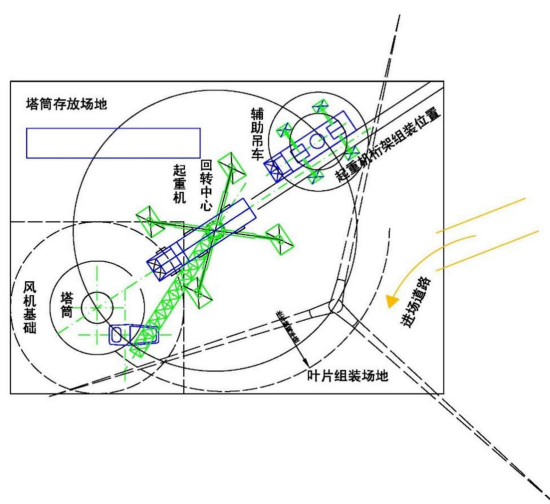 塔筒存放场地
辅助吊车
起重机桁架组装位置
起重机
回转中心
风机基础
塔筒
进场道路
叶片组装场地